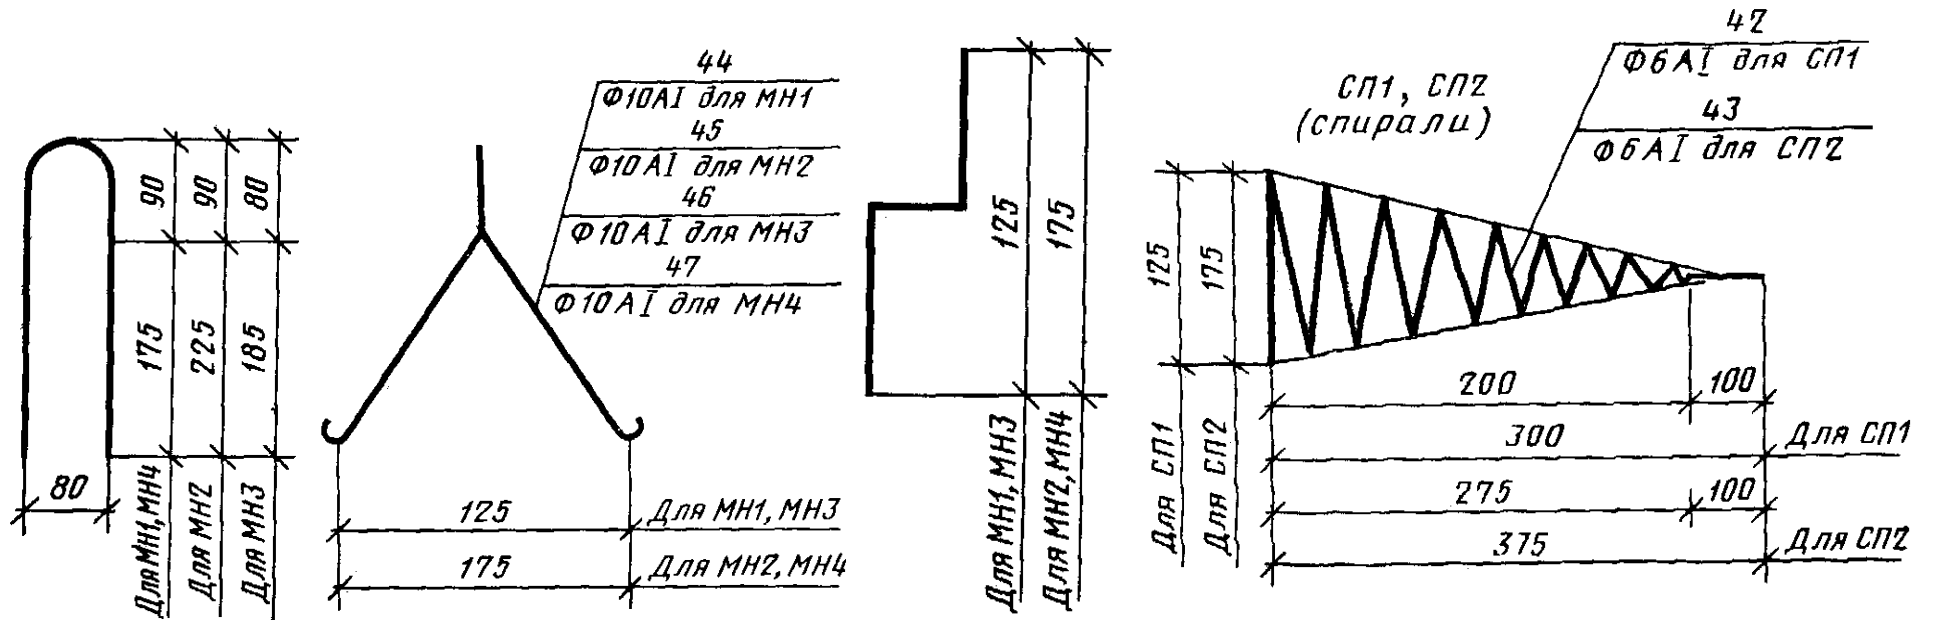 90
90
80
175
225
185
80
Для МН1, МН4
Для МН2
Для МН3
44
Ф10АI для МН1
45
Ф10АI для МН2
46
Ф10АI для МН3
47
Ф10АI для МН4
125
Для МН1, МН3
175
Для МН2, МН4
125
175
Для МН1, МН3
Для МН2, МН4
СП1, СП2
(спирали)
42
Ф6АI для СП1
43
Ф6АI для СП2
125
175
Для СП1
Для СП2
200
100
300
Для СП1
275
100
375
Для СП2